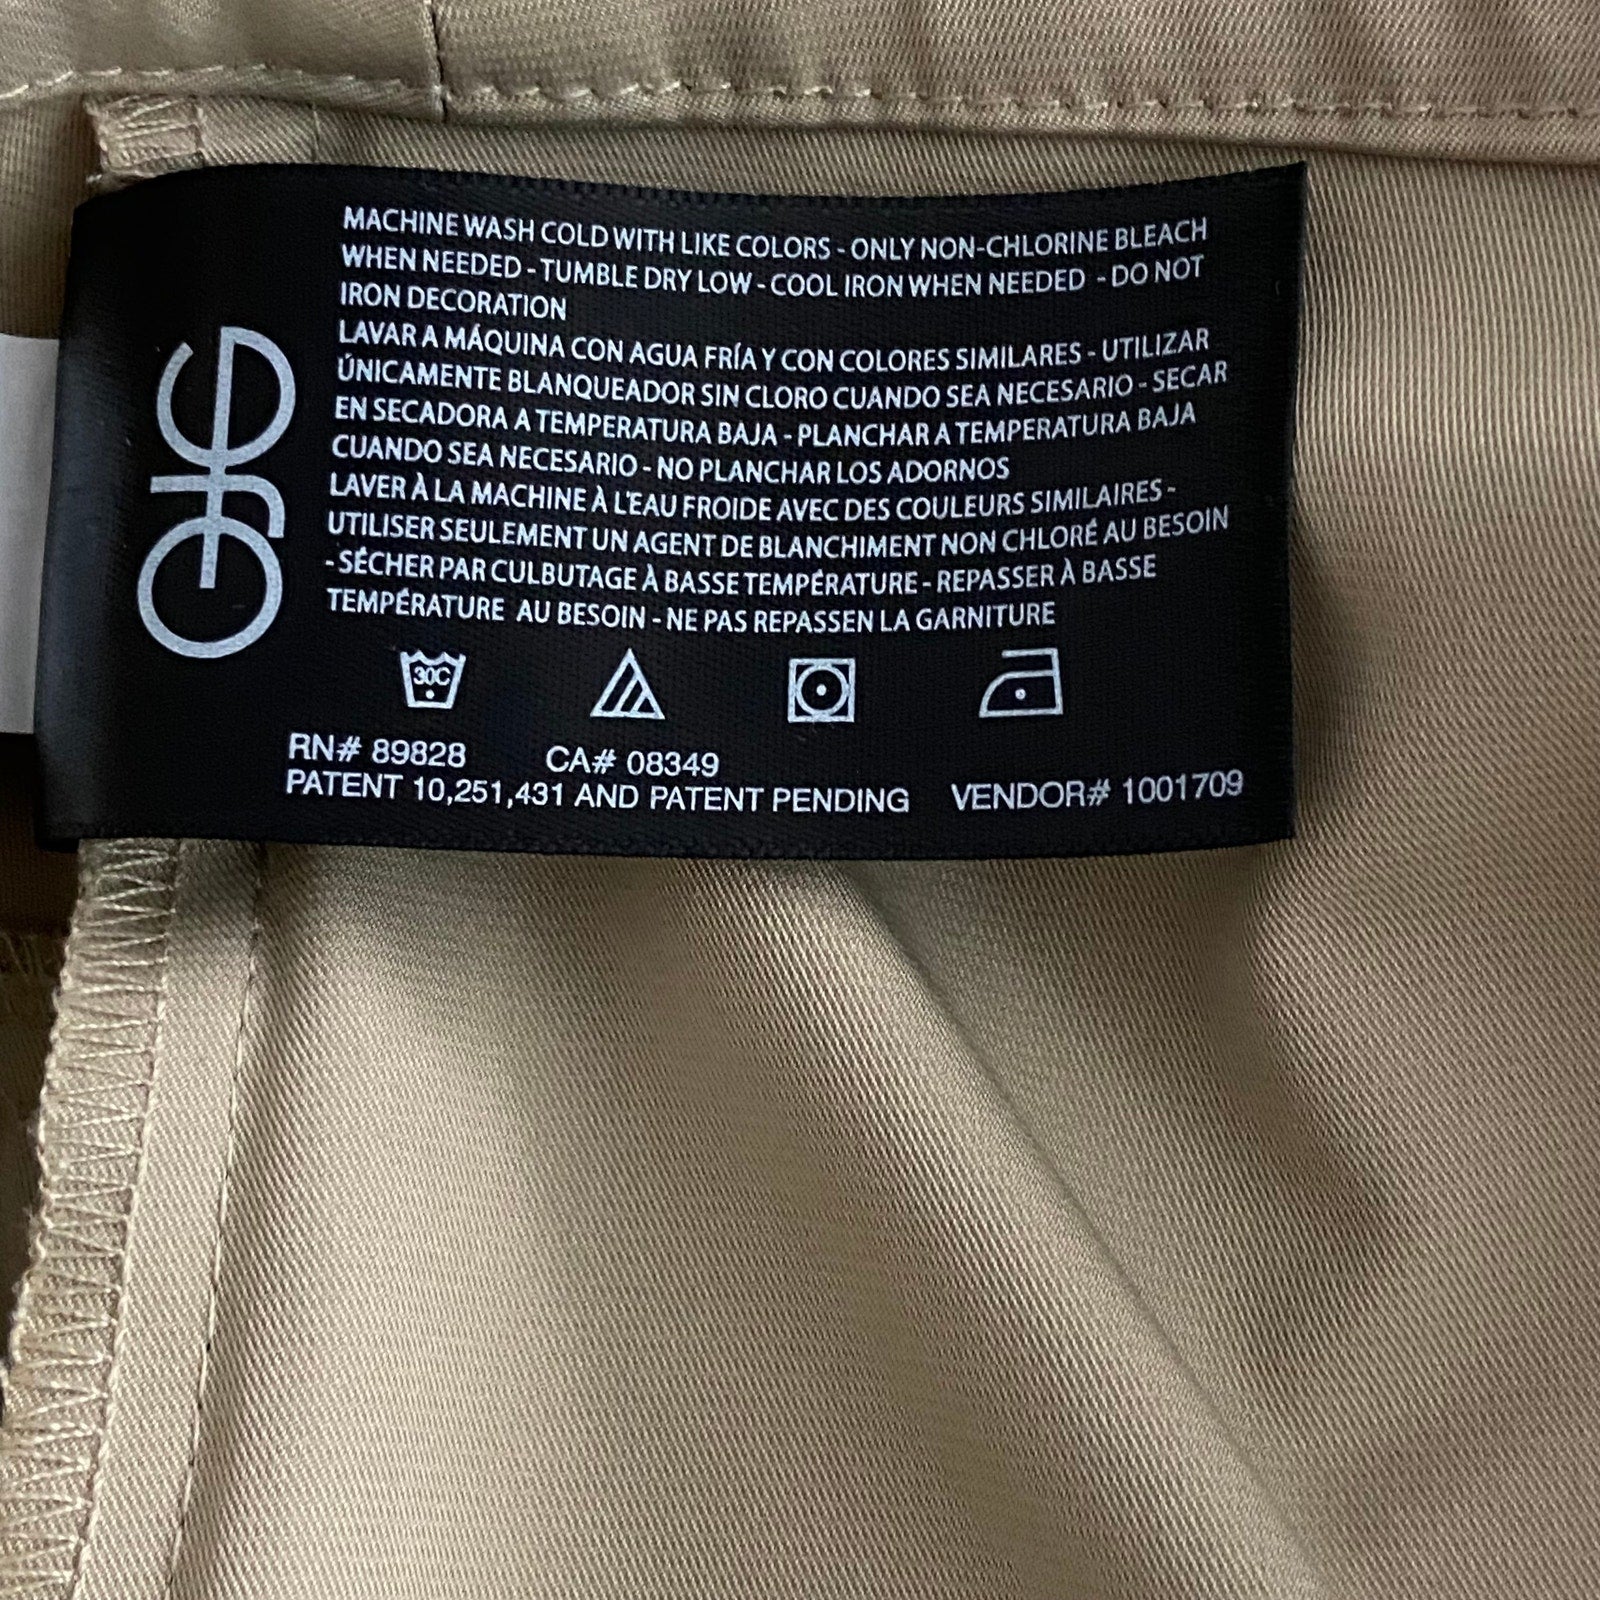 MACHINE WASH COLD WITH LIKE COLORS - ONLY NON-CHLORINE BLEACH
WHEN NEEDED - TUMBLE DRY LOW - COOL IRON WHEN NEEDED - DO NOT
IRON DECORATION
LAVAR A MÁQUINA CON AGUA FRÍA Y CON COLORES SIMILARES - UTILIZAR
ÚNICAMENTE BLANQUEADOR SIN CLORO CUANDO SEA NECESARIO - SECAR
EN SECADORA A TEMPERATURA BAJA - PLANCHAR A TEMPERATURA BAJA
CUANDO SEA NECESARIO - NO PLANCHAR LOS ADORNOS
LAVER À LA MACHINE À L'EAU FROIDE AVEC DES COULEURS SIMILAIRES -
UTILISER SEULEMENT UN AGENT DE BLANCHIMENT NON CHLORÉ AU BESOIN
- SÉCHER PAR CULBUTAGE À BASSE TEMPÉRATURE - REPASSER À BASSE
TEMPÉRATURE AU BESOIN - NE PAS REPASSEN LA GARNITURE
30C
RN# 89828 CA# 08349
PATENT 10,251,431 AND PATENT PENDING VENDOR# 1001709